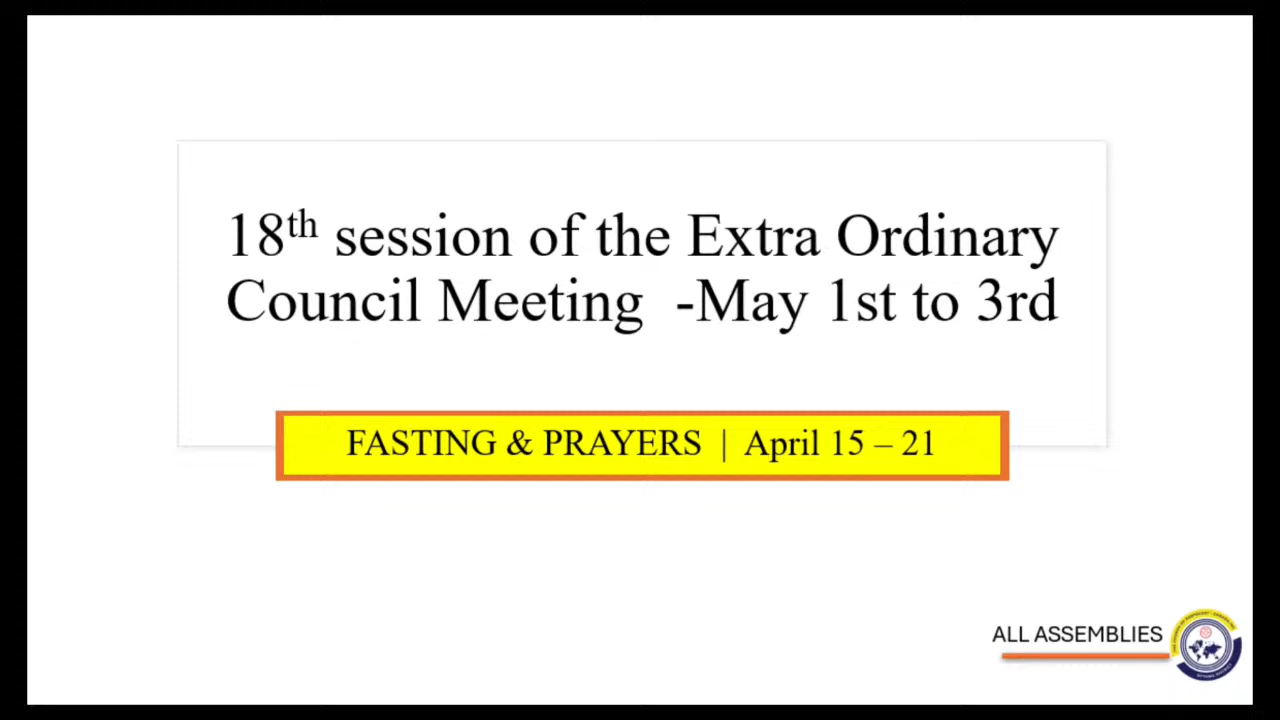 18th session of the Extra Ordinary
Council Meeting -May 1st to 3rd
FASTING & PRAYERS | April 15 – 21
ALL ASSEMBLIES